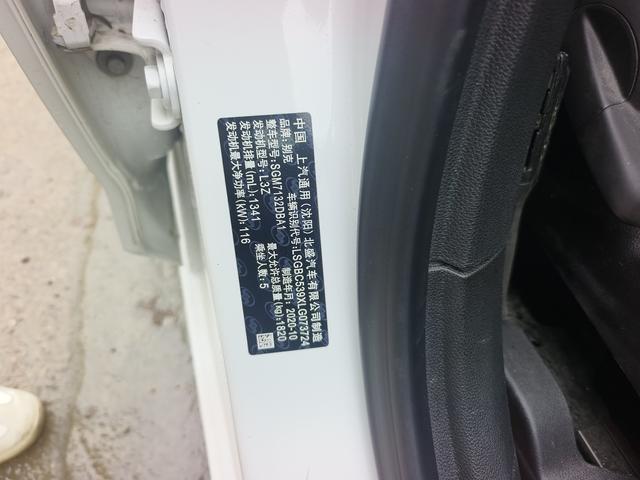 中国 上汽通用(沈阳)北盛汽车有限公司制造
品牌:别克 车辆识别代号:LSGBC539XLG073724
整车型号:SGM7132DBA1 制造年月:2020-10
发动机型号:L3Z 最大允许总质量(kg):1820
发动机排量(mL):1341 乘坐人数:5
发动机最大净功率(kW):116